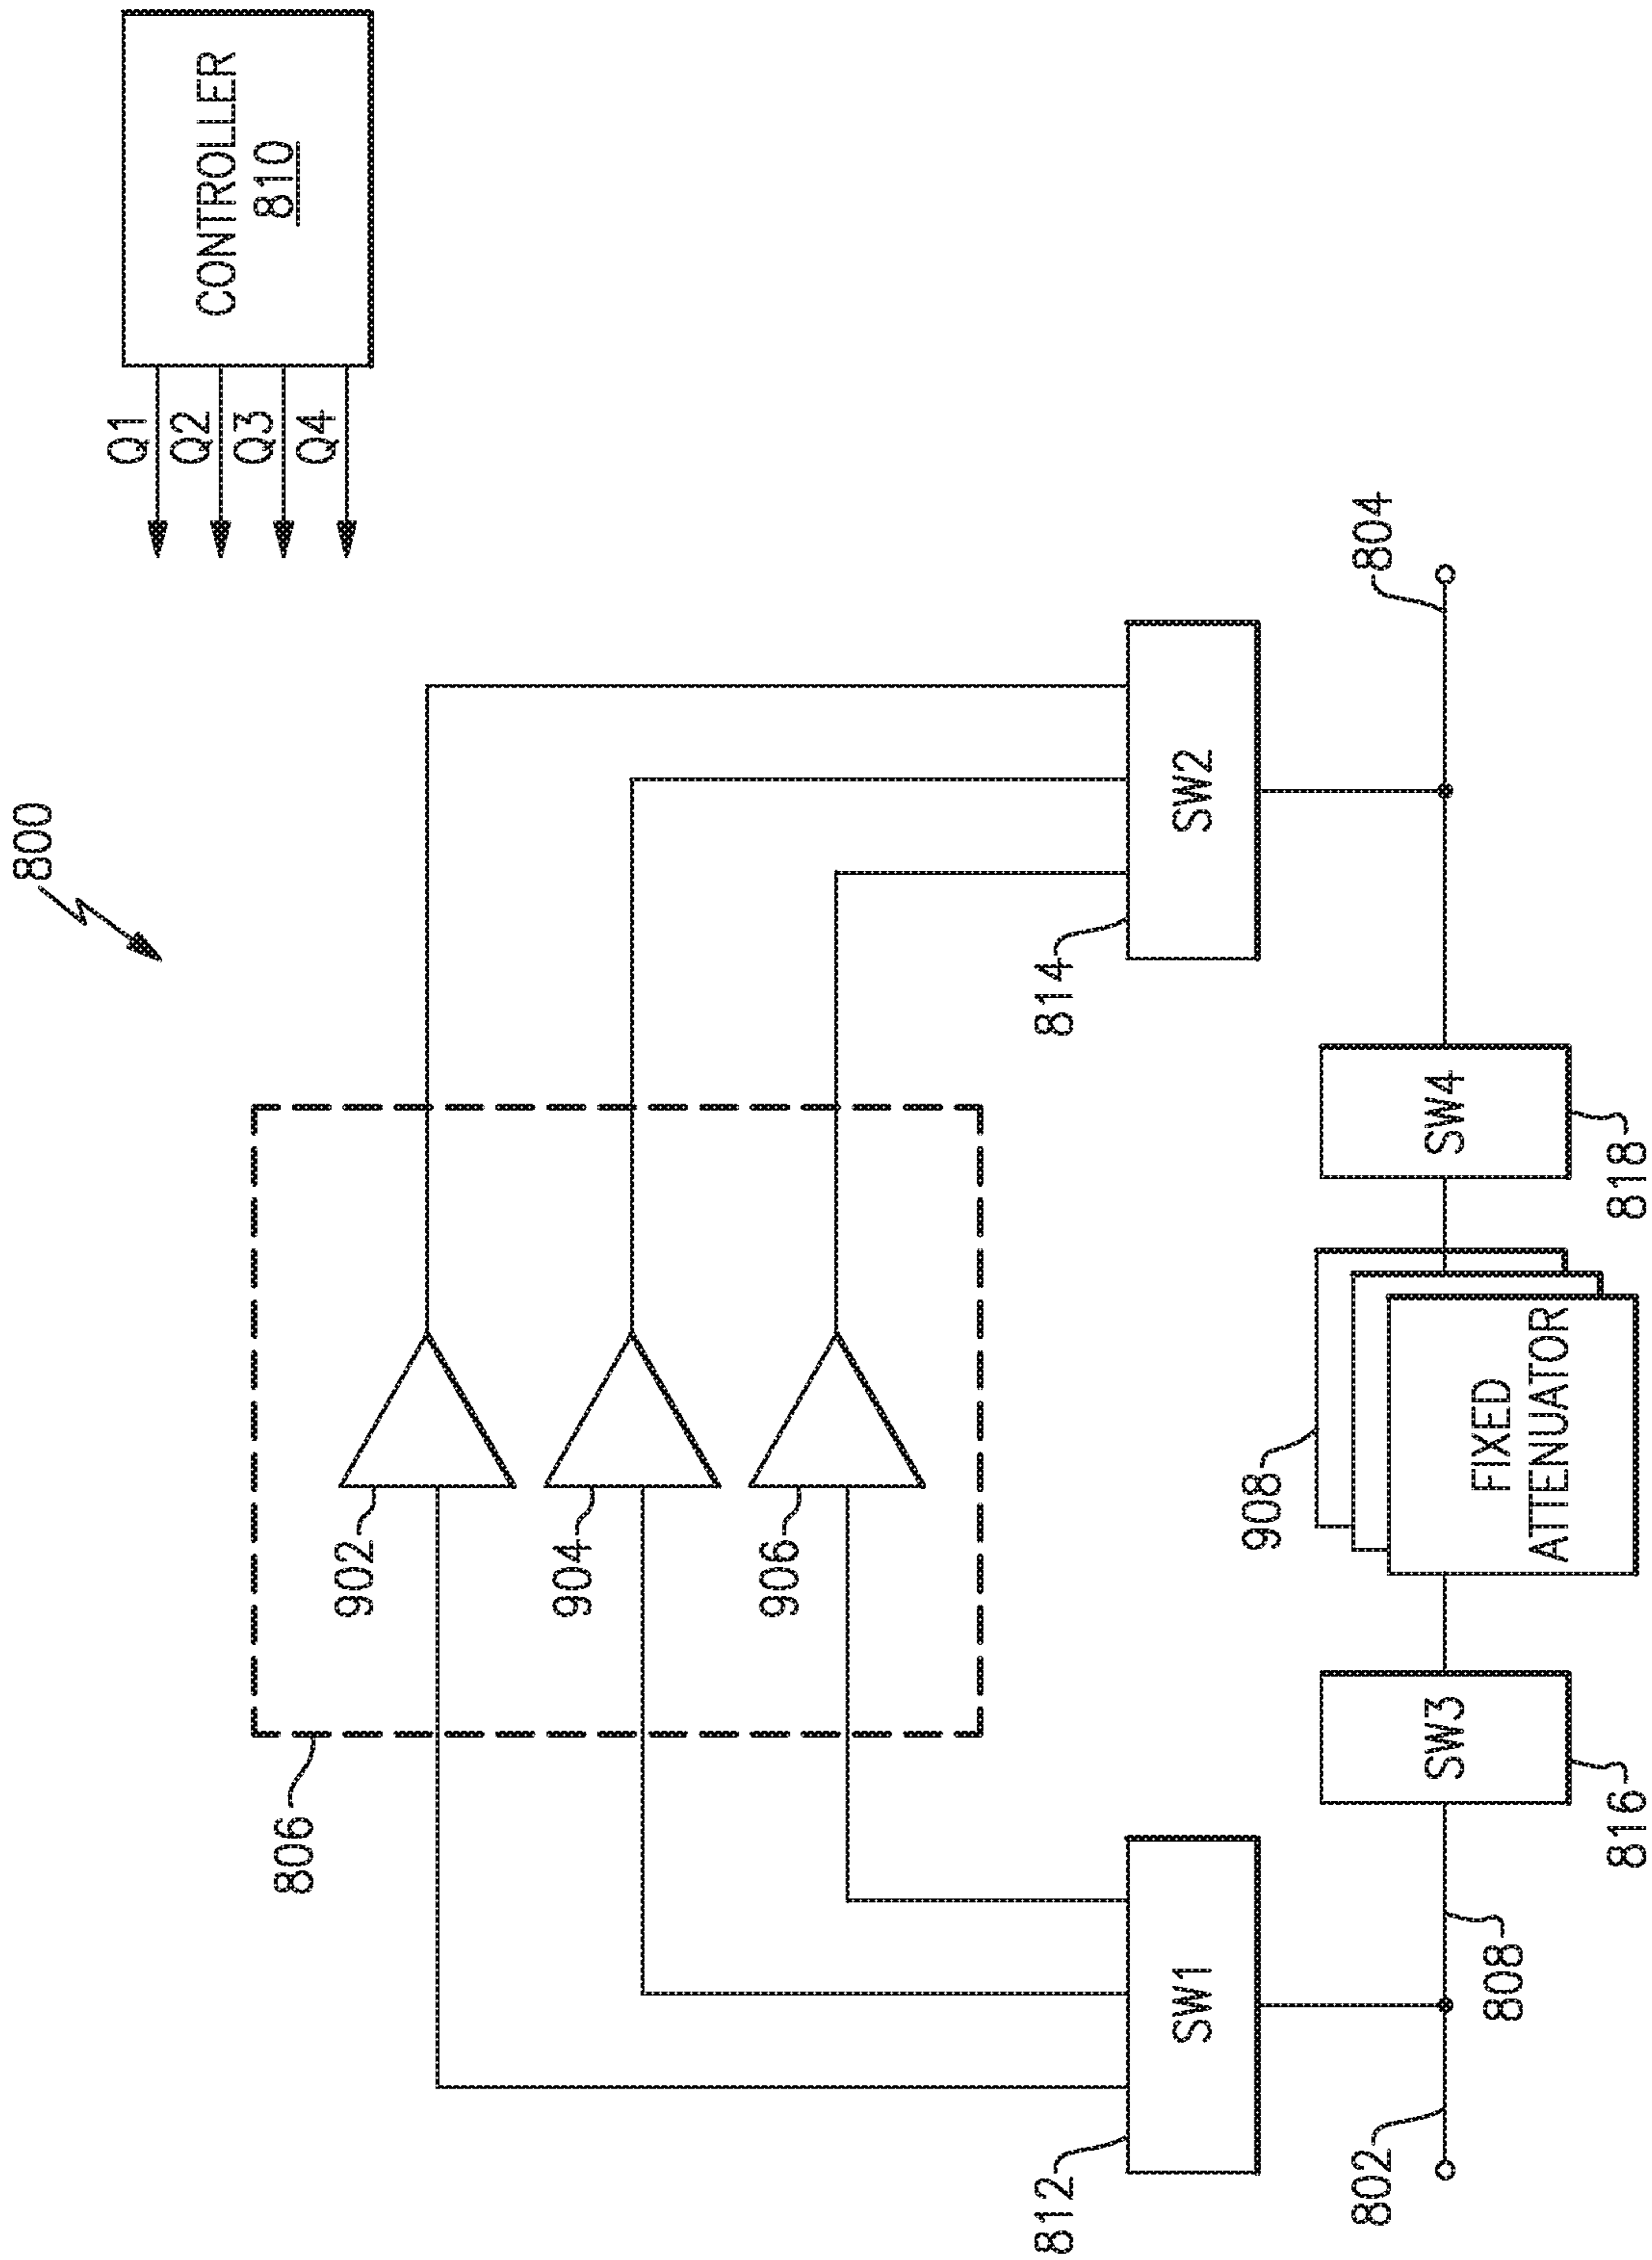 800
CONTROLLER
810
Q1
Q2
Q3
Q4
806
902
904
906
812
SW1
814
SW2
802
808
SW3
816
908
FIXED
ATTENUATOR
SW4
818
804